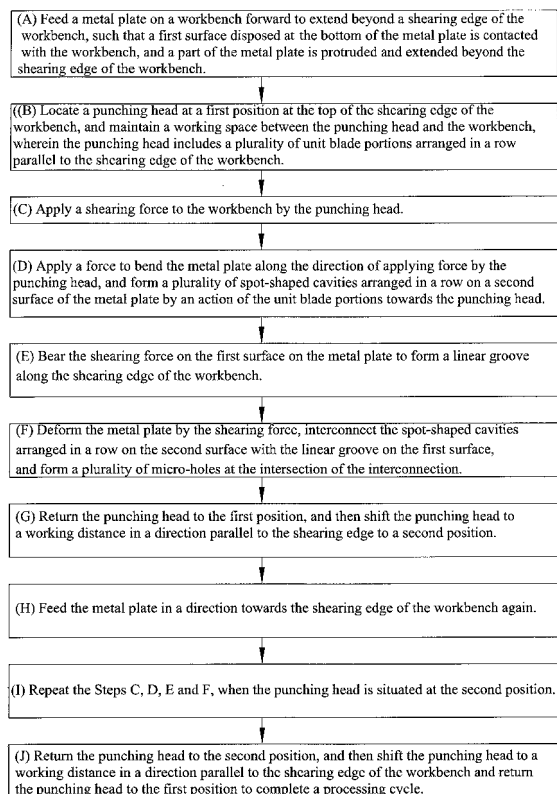 (A) Feed a metal plate on a workbench forward to extend beyond a shearing edge of the
workbench, such that a first surface disposed at the bottom of the metal plate is contacted
with the workbench, and a part of the metal plate is protruded and extended beyond the
shearing edge of the workbench.
((B) Locate a punching head at a first position at the top of the shearing edge of the
workbench, and maintain a working space between the punching head and the workbench,
wherein the punching head includes a plurality of unit blade portions arranged in a row
parallel to the shearing edge of the workbench.
(C) Apply a shearing force to the workbench by the punching head.
(D) Apply a force to bend the metal plate along the direction of applying force by the
punching head, and form a plurality of spot-shaped cavities arranged in a row on a second
surface of the metal plate by an action of the unit blade portions towards the punching head.
(E) Bear the shearing force on the first surface on the metal plate to form a linear groove
along the shearing edge of the workbench.
(F) Deform the metal plate by the shearing force, interconnect the spot-shaped cavities
arranged in a row on the second surface with the linear groove on the first surface,
and form a plurality of micro-holes at the intersection of the interconnection.
(G) Return the punching head to the first position, and then shift the punching head to
a working distance in a direction parallel to the shearing edge to a second position.
(H) Feed the metal plate in a direction towards the shearing edge of the workbench again.
(I) Repeat the Steps C, D, E and F, when the punching head is situated at the second position.
(J) Return the punching head to the second position, and then shift the punching head to a
working distance in a direction parallel to the shearing edge of the workbench and return
the punching head to the first position to complete a processing cycle.